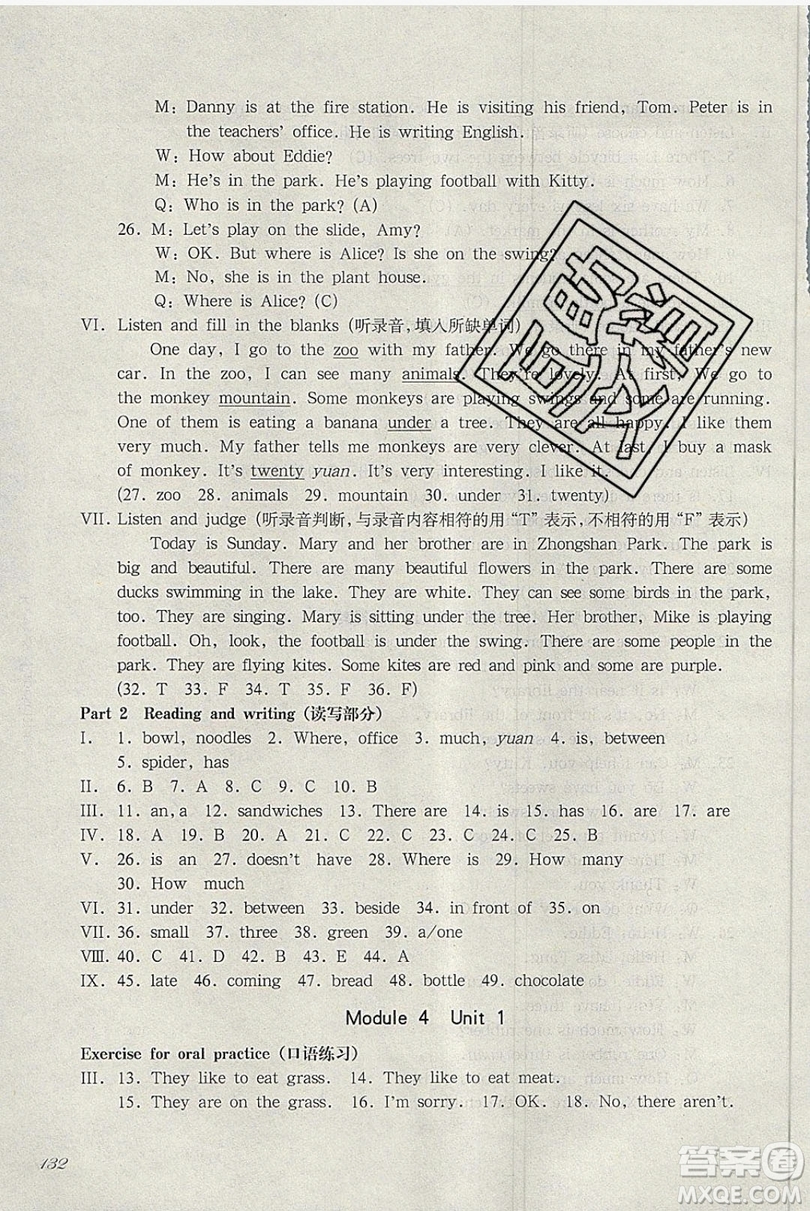 M: Danny is at the fire station. He is visiting his friend, Tom. Peter is in
the teachers' office. He is writing English.
W: How about Eddie?
M: He's in the park. He's playing football with Kitty.
Q: Who is in the park? (A)
26. M: Let's play on the slide, Amy?
W: OK. But where is Alice? Is she on the swing?
M: No, she is in the plant house.
Q: Where is Alice? (C)
Ⅵ. Listen and fill in the blanks (听录音,填入所缺单词)
One day, I go to the zoo with my father. We go there in my father's new
car. In the zoo, I can see many animals. They're lovely. At first, We go to
the monkey mountain. Some monkeys are playing swings and some are
One of them is eating a banana under a tree. They are all happy. I like them
very much. My father tells me monkeys are very clever. At last, I buy a mask
of monkey. It's twenty yuan. It's very interesting. I like it.
(27. zoo 28. animals 29. mountain 30. under 31. twenty)
Ⅶ. Listen and judge (听录音判断,与录音内容相符的用“T”表示,不相符的用“F”表示)
Today is Sunday. Mary and her brother are in Zhongshan Park. The park is
big and beautiful. There are many beautiful flowers in the park. There are some
ducks swimming in the lake. They are white. They can see some birds in the park,
too. They are singing. Mary is sitting under the tree. Her brother, Mike is playing
football. Oh, look, the football is under the swing. There are some people in the
park. They are flying kites. Some kites are red and pink and some are purple.
(32. T 33. F 34. F 35. T 36. F)
Part 2 Reading and writing (读写部分)
Ⅰ. 1. bowl, noodles 2. Where, office 3. much, yuan 4. is, between
5. spider, has
Ⅱ. 6. B 7. A 8. C 9. C 10. B
Ⅲ. 11. an,a 12. sandwiches 13. There are 14. is 15. has 16. are 17. are
Ⅳ. 18. A 19. B 20. B 21. C 22. C 23. C 24. C 25. B
Ⅴ. 26. is an 27. doesn't have 28. Where is 29. How many
30. How much
Ⅵ. 31. under 32. between 33. beside 34. in front of 35. on
Ⅶ. 36. small 37. three 38. green 39. a/one
Ⅷ. 40. C 41. C 42. B 43. B 44. A
Ⅸ. 45. late 46. coming 47. bread 48. bottle 49. chocolate
Module 4 Unit 1
Exercise for oral practice (口语练习)
Ⅲ. 13. They like to eat grass. 14. They like to eat meat.
15. They are on the grass. 16. I'm sorry. 17. OK. 18. No, there aren't.
132
答案圈
MXQE.COM